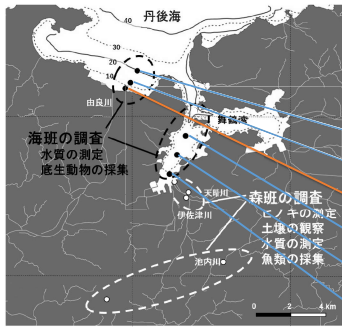 丹後海
40
30
20
10
由良川
舞鶴湾
海班の調査
水質の測定
底生動物の採集
天清川
伊佐津川
森班の調査
ヒノキの測定
土壌の観察
水質の測定
魚類の採集
池内川
0 2 4 km